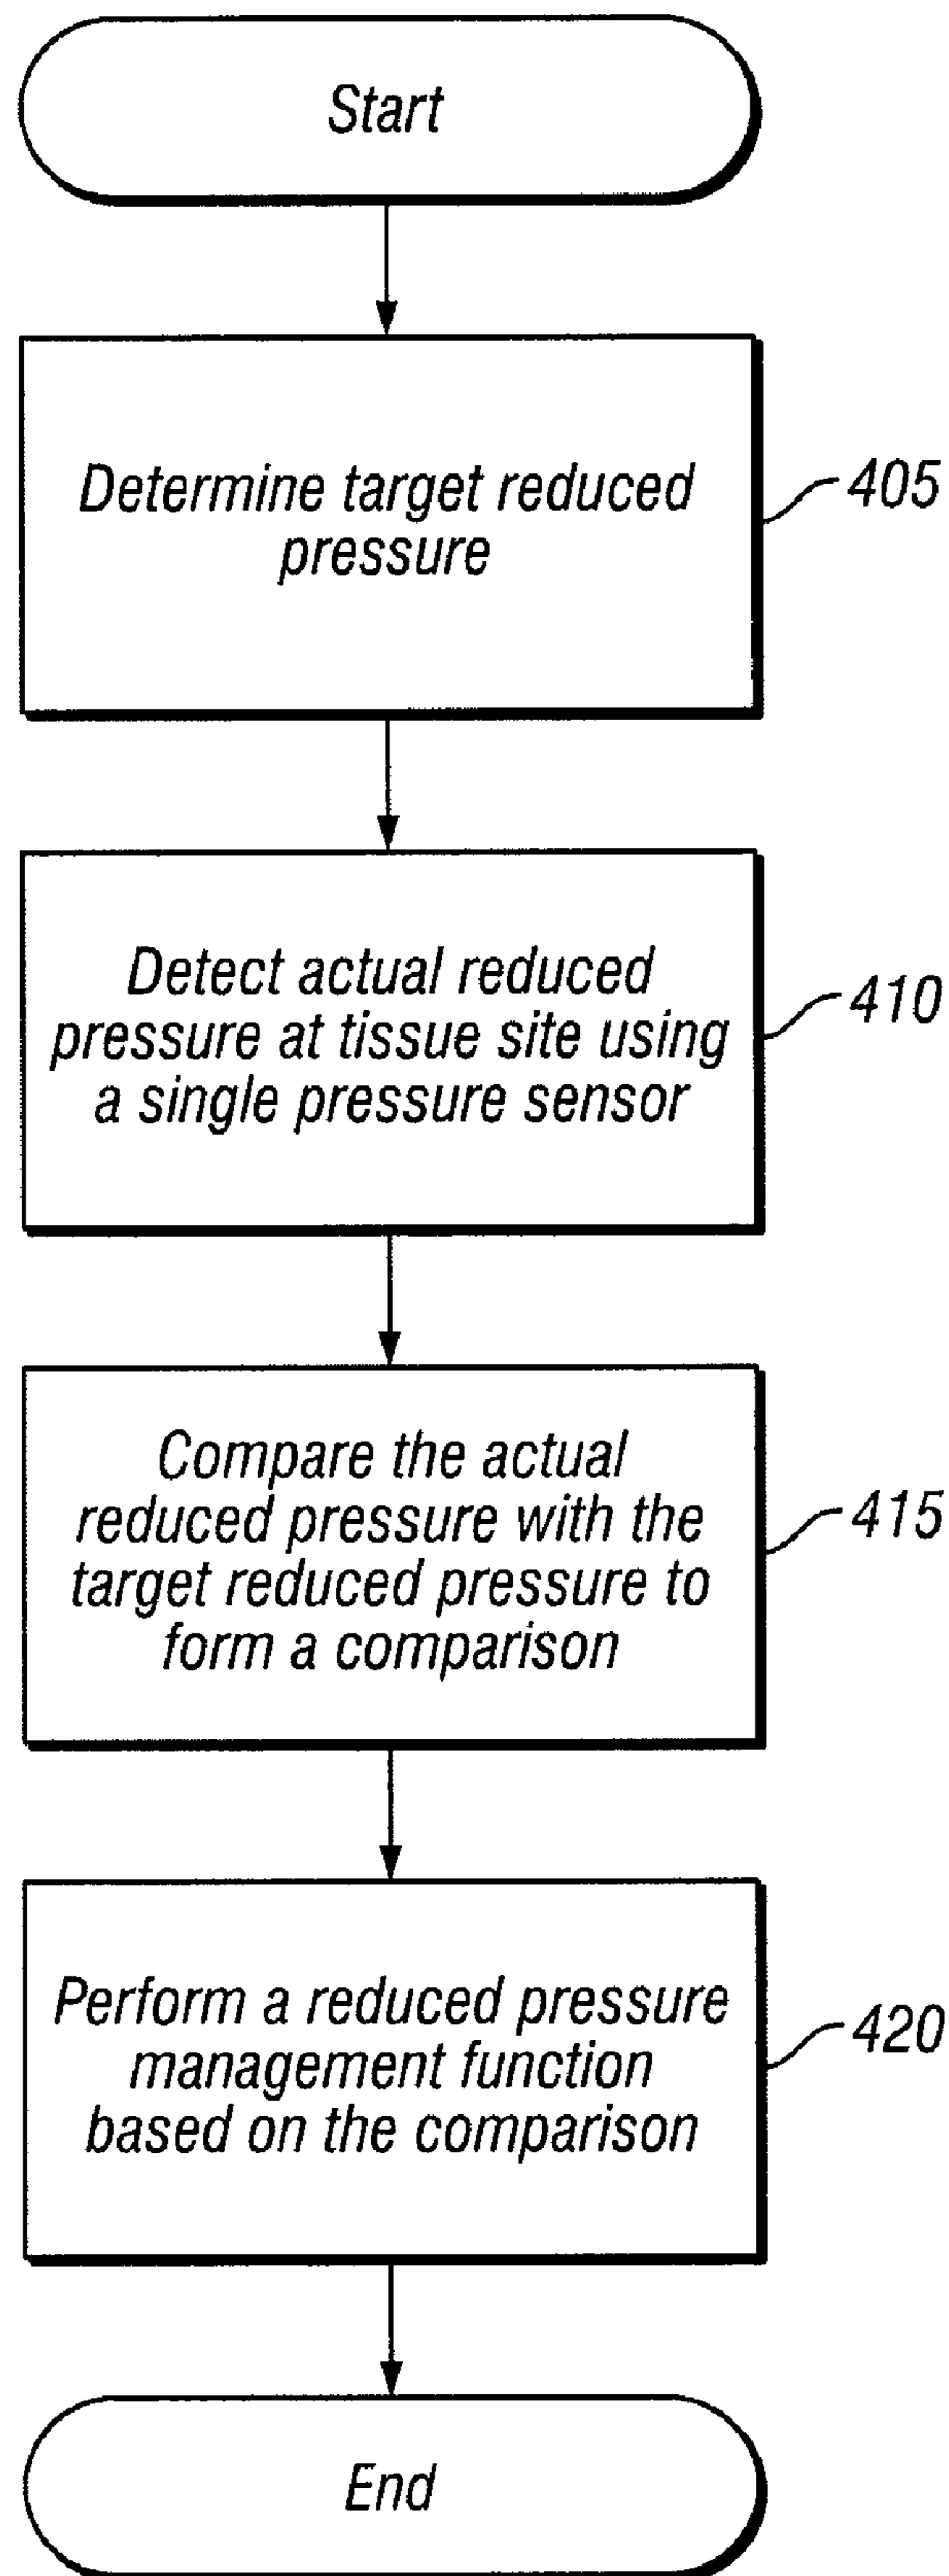 Start
Determine target reduced
pressure
405
Detect actual reduced
pressure at tissue site using
a single pressure sensor
410
Compare the actual
reduced pressure with the
target reduced pressure to
form a comparison
415
Perform a reduced pressure
management function
based on the comparison
420
End